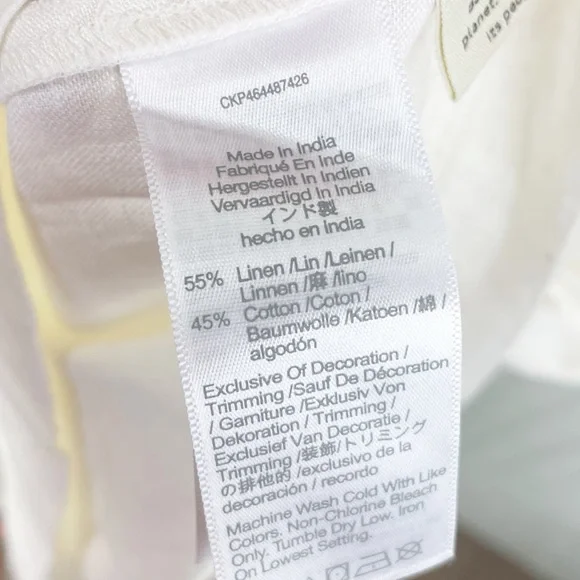 planet.
its peo
CKP464487426
Made In India
Fabriqué En Inde
Hergestellt In Indien
Vervaardigd In India
インド製
hecho en India
55% Linen /Lin /Leinen /
Linnen /麻 /lino
45% Cotton /Coton /
Baumwolle /Katoen /綿 /
algodón
Exclusive Of Decoration /
Trimming /Sauf De Décoration
/ Garniture /Exklusiv Von
Dekoration / Trimming /
Exclusief Van Decoratie /
Trimming /装飾/トリミング
の排他的 /exclusivo de la
decoración / recordo
Machine Wash Cold With Like
Colors. Non-Chlorine Bleach
Only. Tumble Dry Low. Iron
On Lowest Setting.